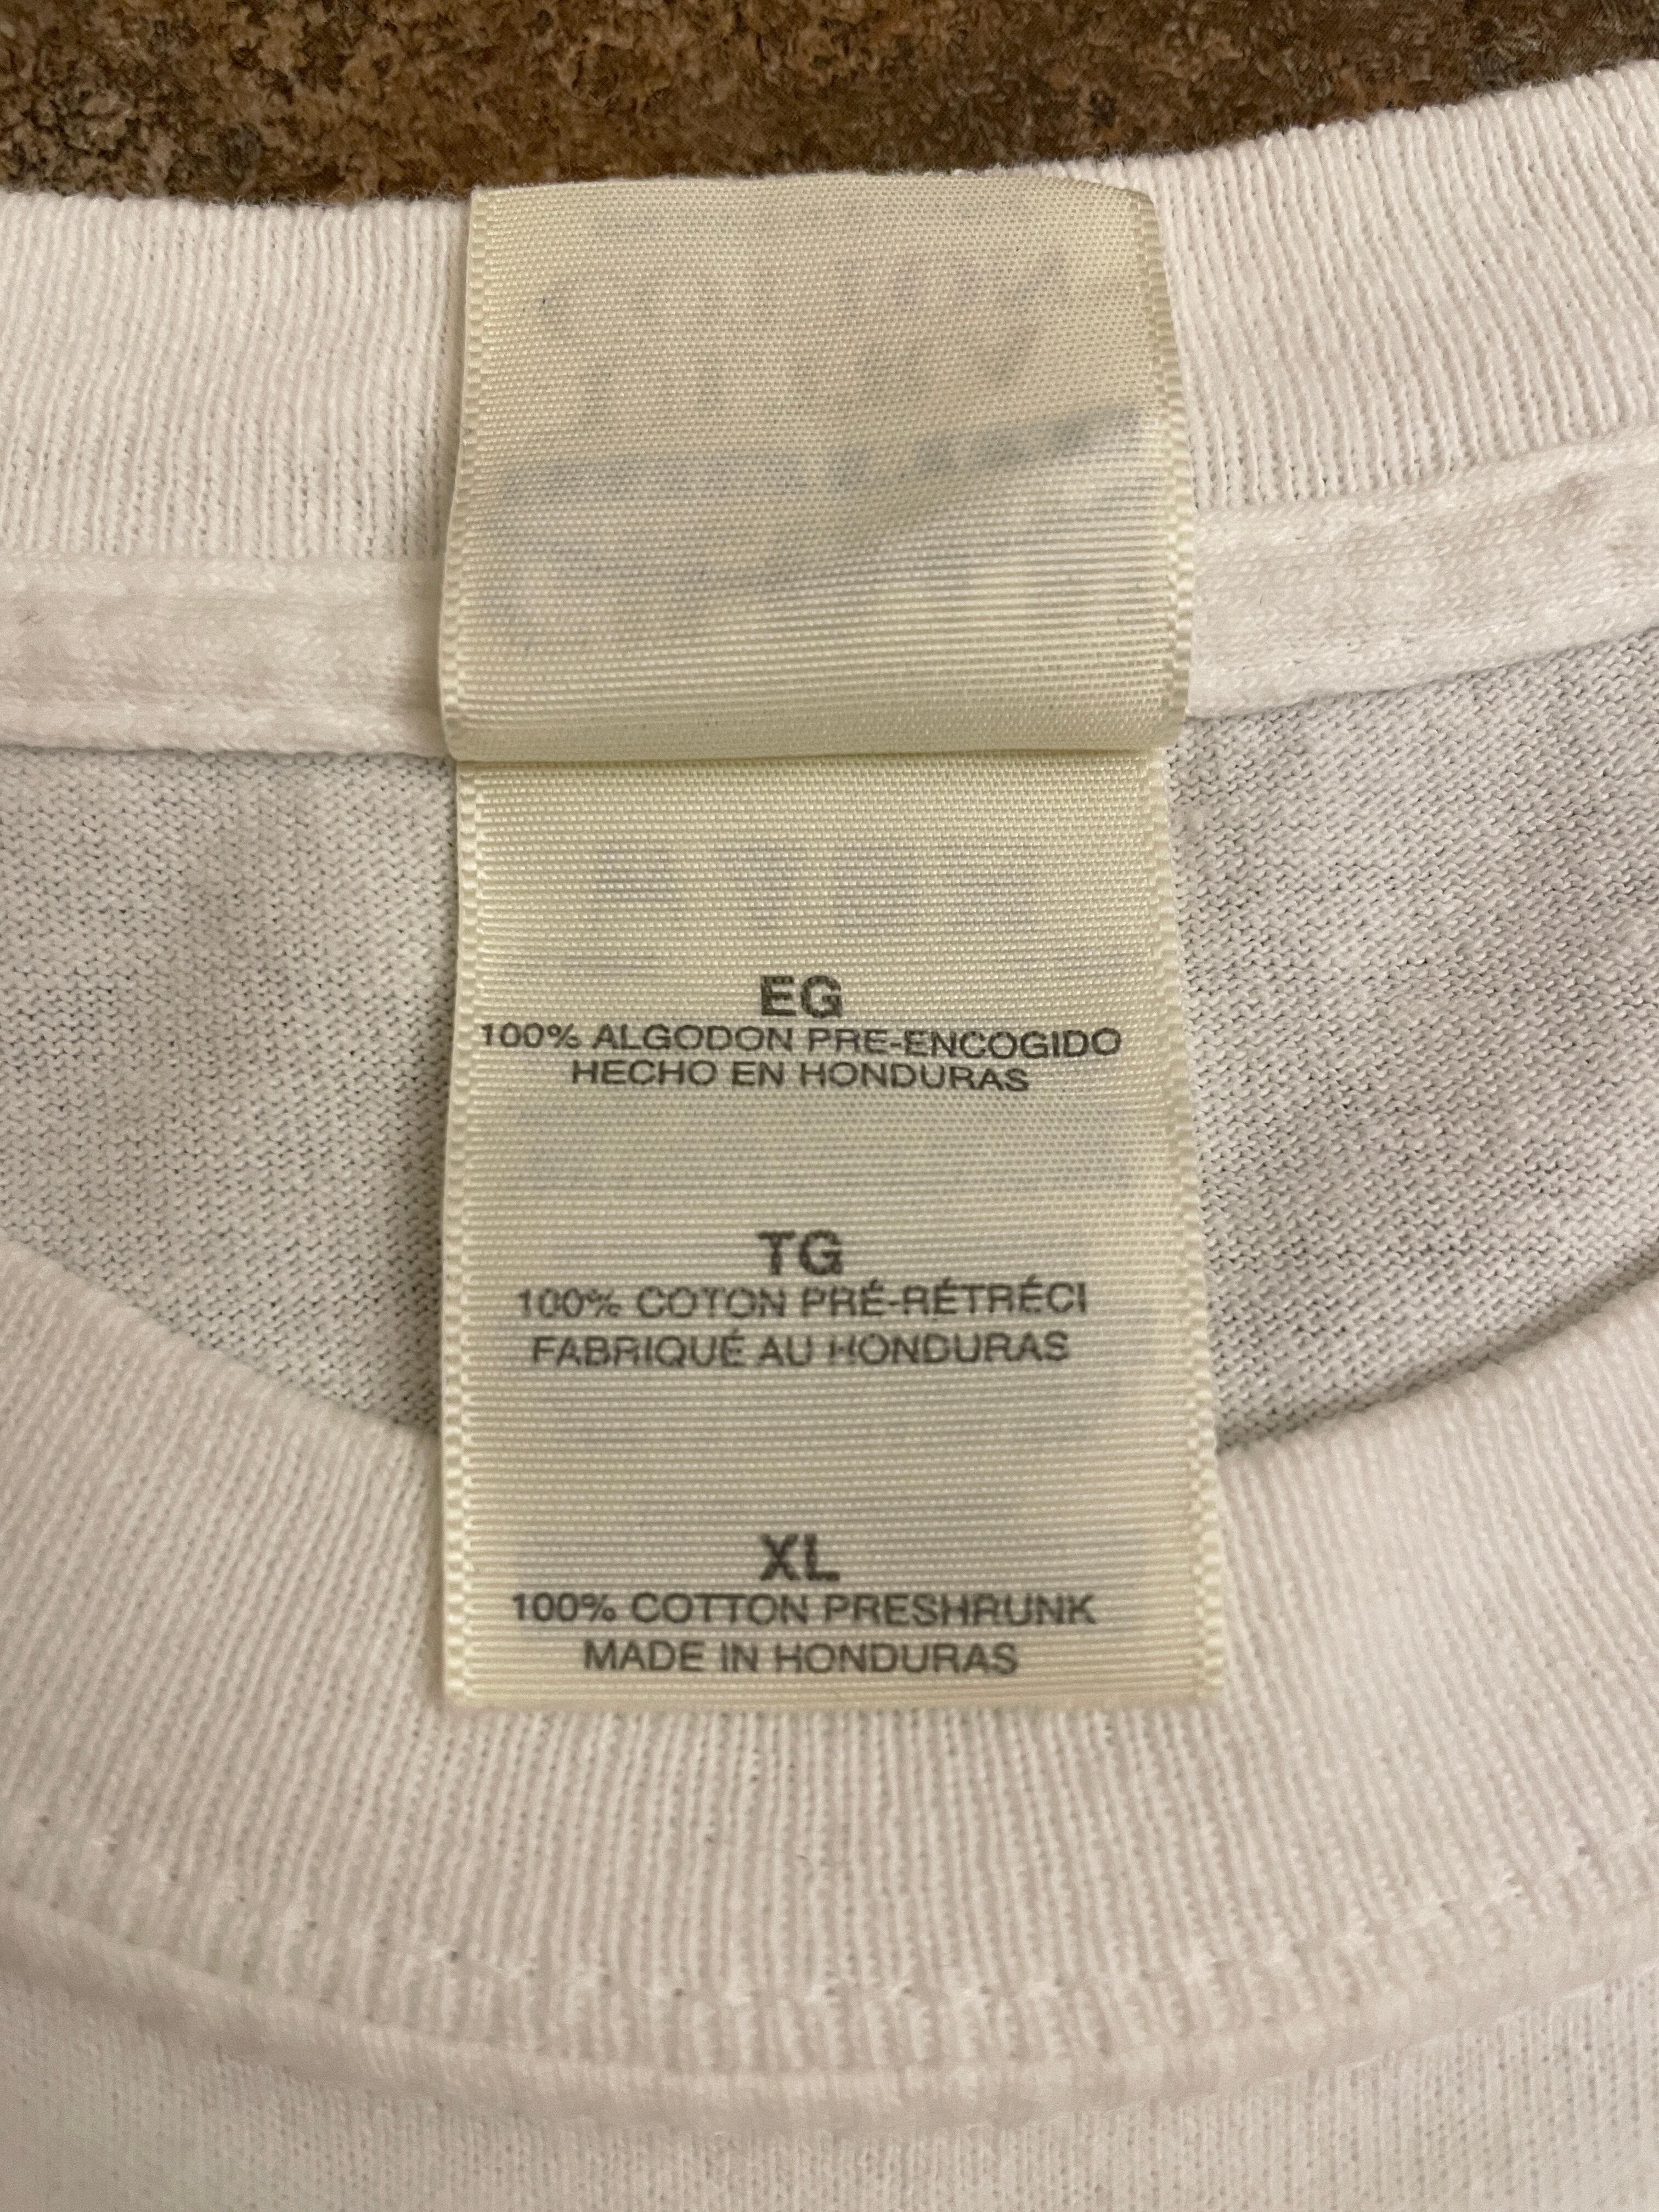 EG
100% ALGODON PRE-ENCOGIDO
HECHO EN HONDURAS
TG
100% COTON PRÉ-RÉTRÉCI
FABRIQUÉ AU HONDURAS
XL
100% COTTON PRESHRUNK
MADE IN HONDURAS